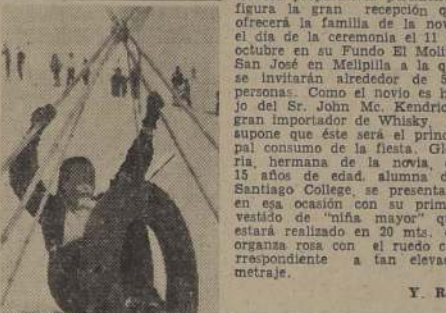 figura la gran recepción q
ofrecerá la familia de la nov
el día de la ceremonia el 11
octubre en su Fundo El Moli
San José en Melipilla a la q
se invitarán alrededor de
personas. Como el novio es h
jo del Sr. John Mc. Kendric
gran importador de Whisky,
supone que éste será el princ
pal consumo de la fiesta. Gl
ria, hermana de la novia,
15 años de edad, alumna d
Santiago College, se presenta
en esa ocasión con su prim
vestido de "niña mayor" q
estará realizado en 20 mts.
organza rosa con el ruedo c
rrespondiente a tan eleva
metraje.
Y. R